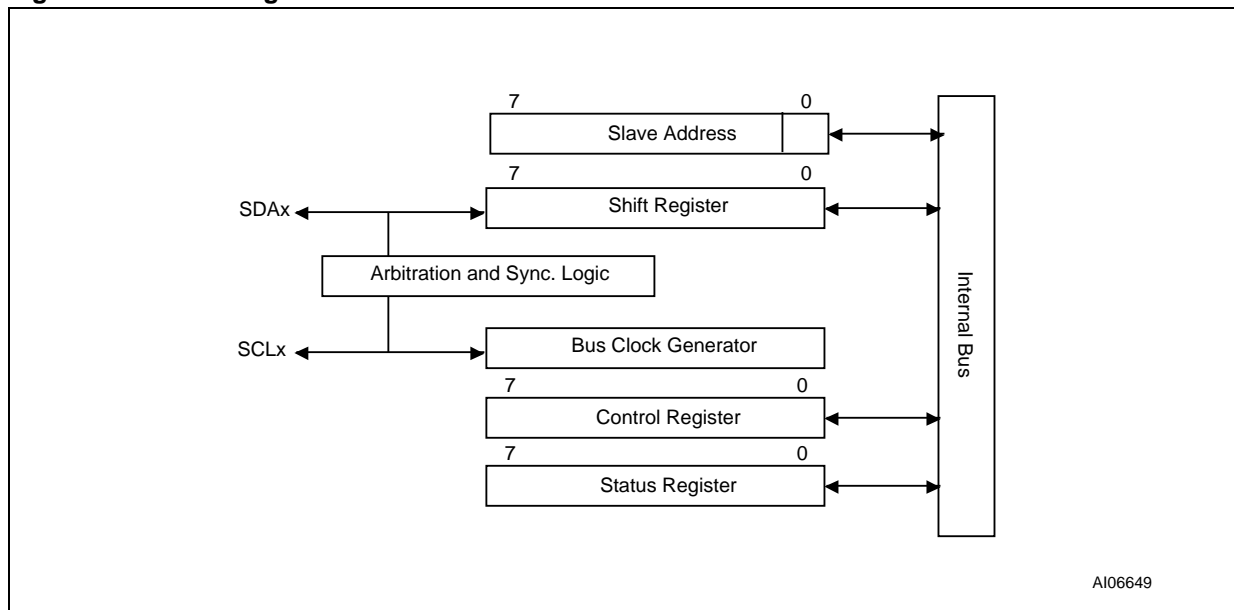 7 0
Slave Address
7 0
SDAx
Shift Register
Arbitration and Sync. Logic
SCLx
Bus Clock Generator
7 0
Control Register
7 0
Status Register
Internal Bus
AI06649